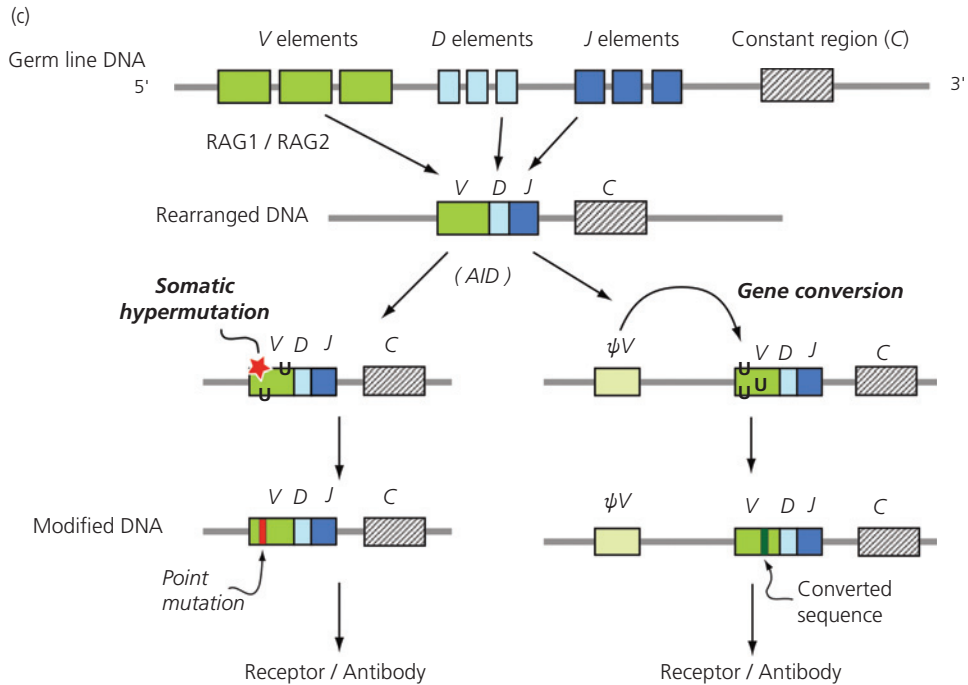 (c)
V elements D elements J elements Constant region (C)
Germ line DNA
5' 3'
RAG1 / RAG2
V D J C
Rearranged DNA
( AID )
Somatic
hypermutation
Gene conversion
V D J C
U
U
ψV V D J C
U
U
U
Modified DNA
V D J C
Point
mutation
ψV V D J C
Converted
sequence
Receptor / Antibody Receptor / Antibody